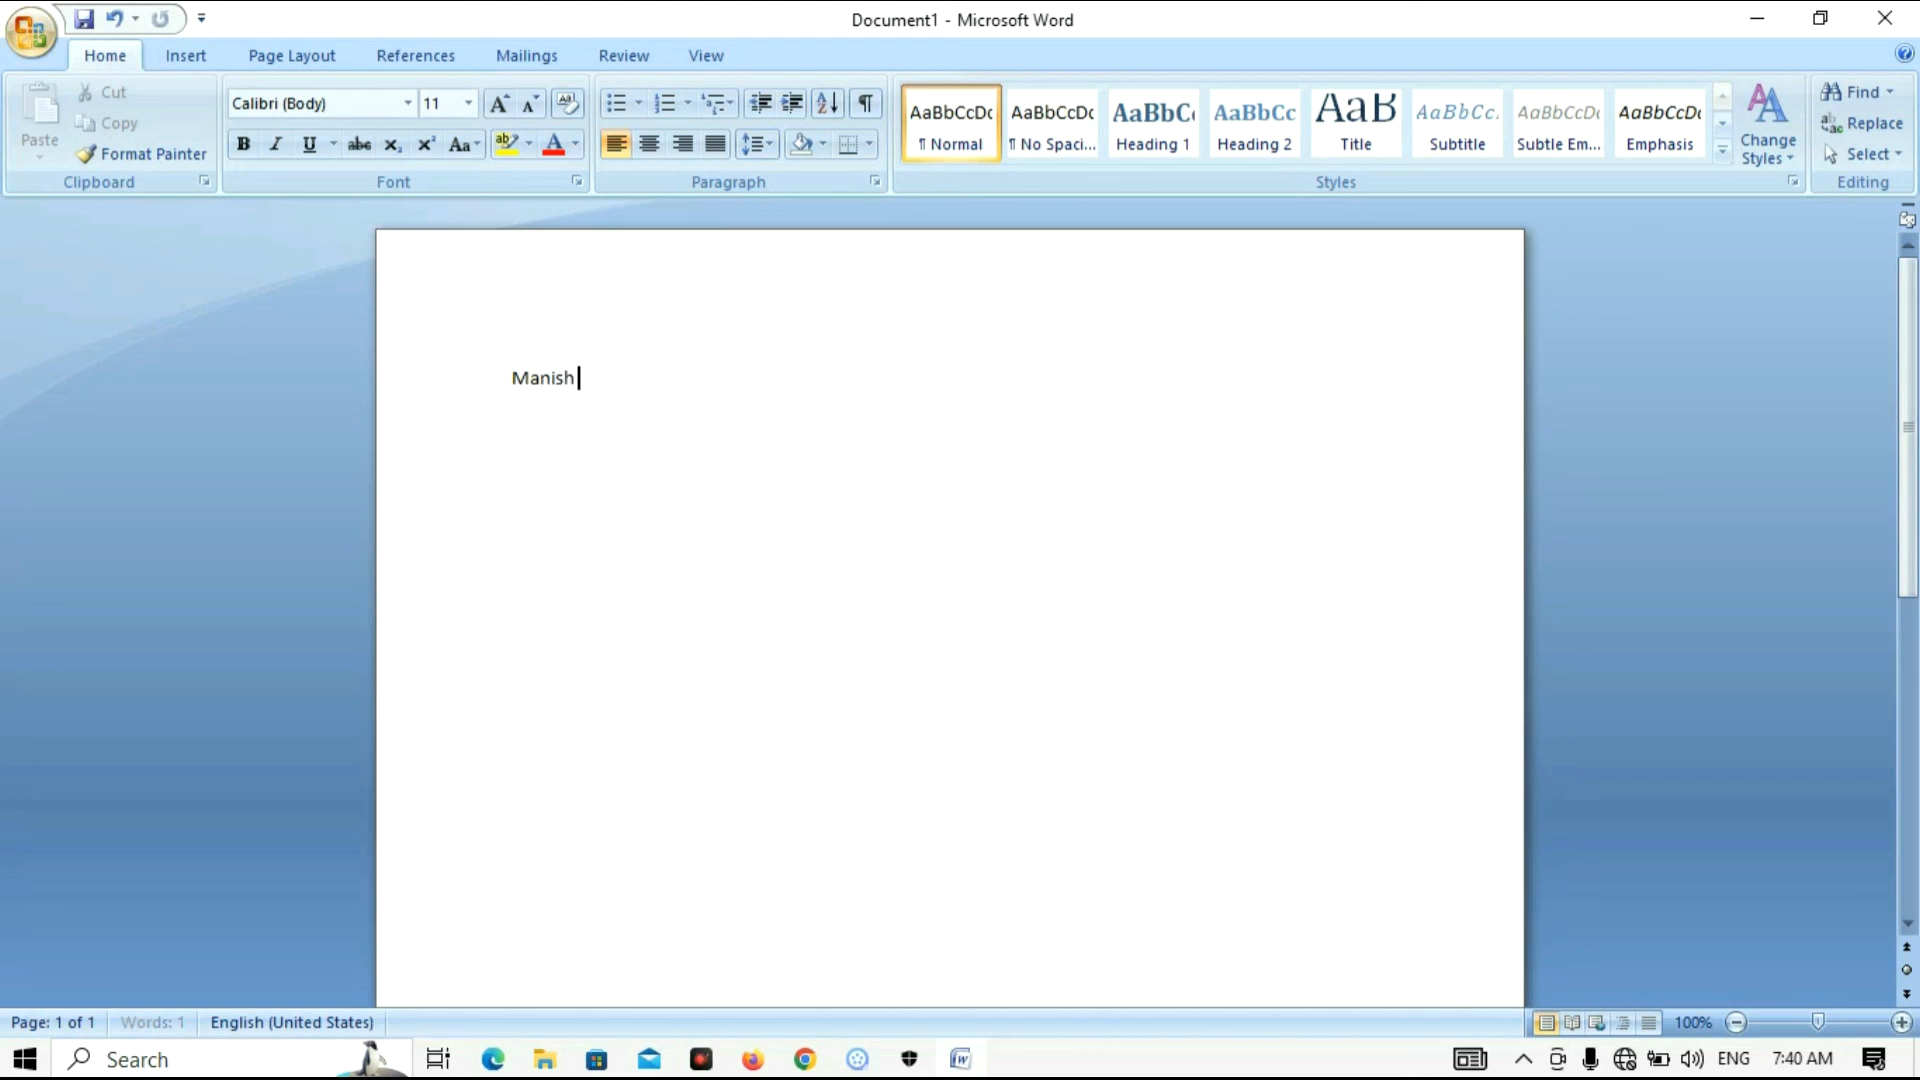 Document1 - Microsoft Word
Home Insert Page Layout References Mailings Review View
Paste
Cut
Copy
Format Painter
Clipboard
Calibri (Body) 11
Font
Paragraph
AaBbCcDc AaBbCcDc AaBbC AaBbCc AaB AaBbCc. AaBbCcDc AaBbCcDc
¶ Normal ¶ No Spaci... Heading 1 Heading 2 Title Subtitle Subtle Em... Emphasis
Change Styles
Styles
Find
Replace
Select
Editing
Manish
Page: 1 of 1 Words: 1 English (United States) 100%
Search ENG 7:40 AM